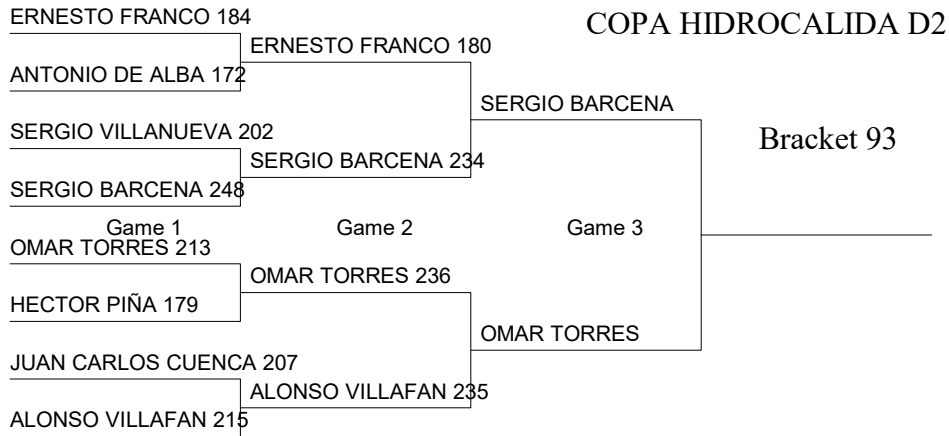 ERNESTO FRANCO 184
COPA HIDROCALIDA D2
ERNESTO FRANCO 180
ANTONIO DE ALBA 172
SERGIO BARCENA
SERGIO VILLANUEVA 202
Bracket 93
SERGIO BARCENA 234
SERGIO BARCENA 248
Game 1
Game 2
Game 3
OMAR TORRES 213
OMAR TORRES 236
HECTOR PIÑA 179
OMAR TORRES
JUAN CARLOS CUENCA 207
ALONSO VILLAFAN 235
ALONSO VILLAFAN 215